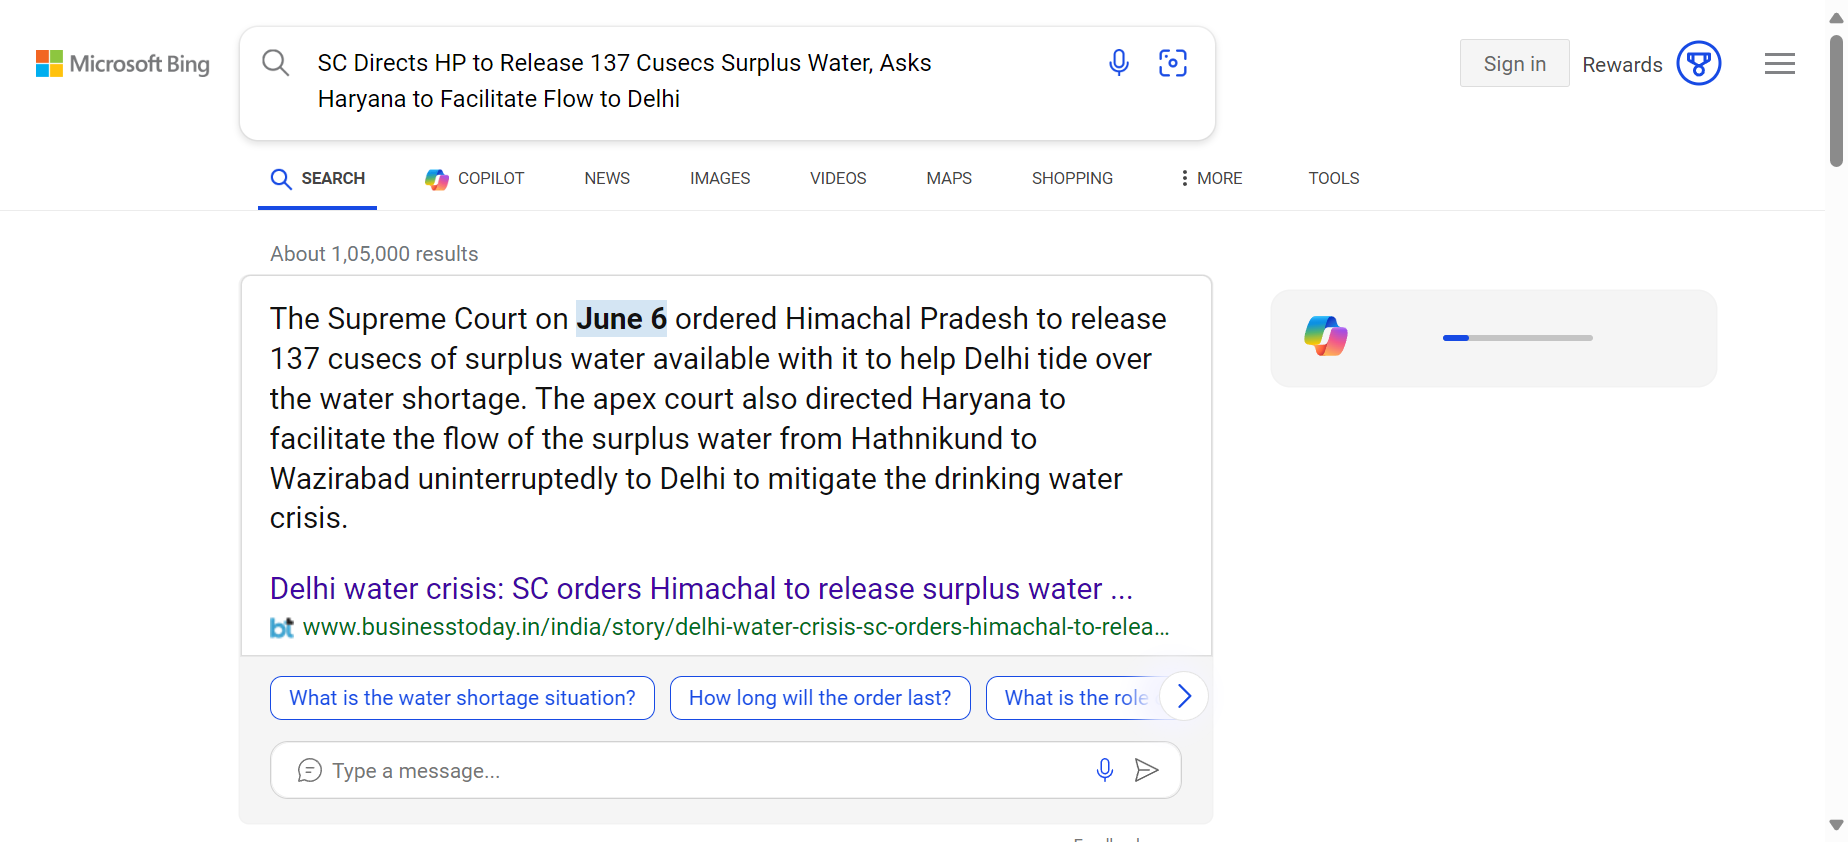 Microsoft Bing
SC Directs HP to Release 137 Cusecs Surplus Water, Asks
Haryana to Facilitate Flow to Delhi
Sign in
Rewards
SEARCH
COPILOT
NEWS
IMAGES
VIDEOS
MAPS
SHOPPING
MORE
TOOLS
About 1,05,000 results
The Supreme Court on June 6 ordered Himachal Pradesh to release
137 cusecs of surplus water available with it to help Delhi tide over
the water shortage. The apex court also directed Haryana to
facilitate the flow of the surplus water from Hathnikund to
Wazirabad uninterruptedly to Delhi to mitigate the drinking water
crisis.
Delhi water crisis: SC orders Himachal to release surplus water ...
bt www.businesstoday.in/india/story/delhi-water-crisis-sc-orders-himachal-to-relea...
What is the water shortage situation?
How long will the order last?
What is the role
Type a message...